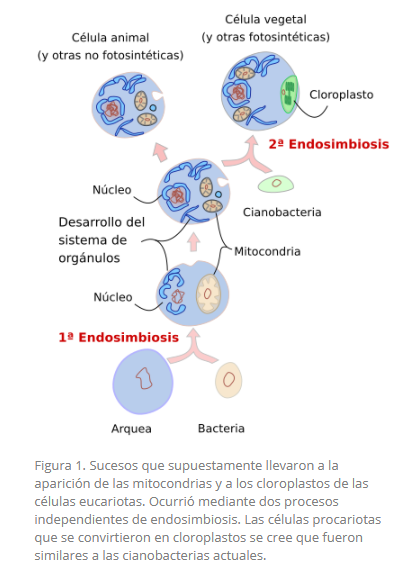 Célula animal
(y otras no fotosintéticas)
Célula vegetal
(y otras fotosintéticas)
Cloroplasto
2ª Endosimbiosis
Núcleo
Cianobacteria
Desarrollo del
sistema de
orgánulos
Mitocondria
Núcleo
1ª Endosimbiosis
Arquea
Bacteria
Figura 1. Sucesos que supuestamente llevaron a la
aparición de las mitocondrias y a los cloroplastos de las
células eucariotas. Ocurrió mediante dos procesos
independientes de endosimbiosis. Las células procariotas
que se convirtieron en cloroplastos se cree que fueron
similares a las cianobacterias actuales.